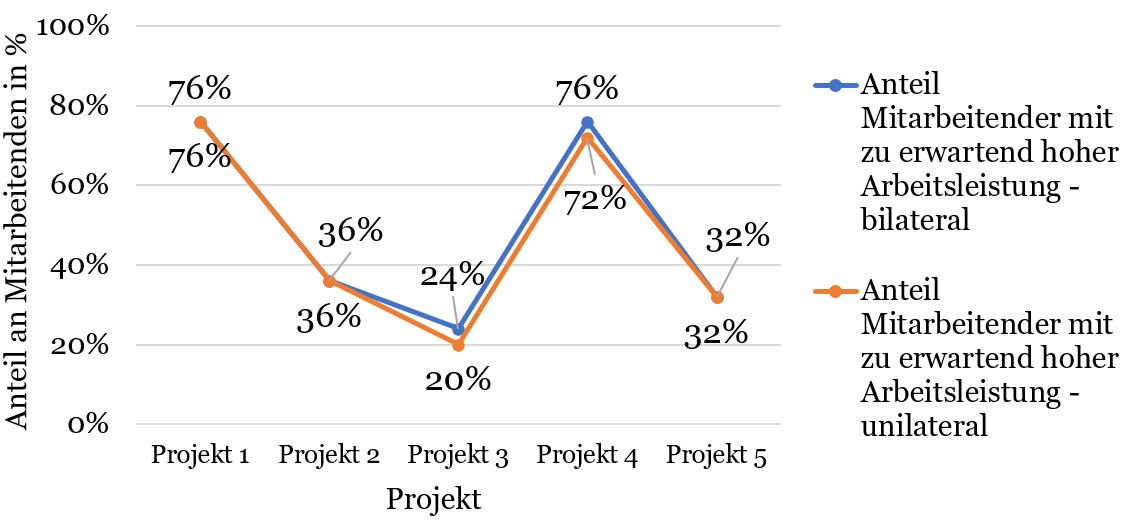 Anteil an Mitarbeitenden in %
100%
80%
60%
40%
20%
0%
76%
76%
36%
36%
24%
20%
76%
72%
32%
32%
Projekt 1
Projekt 2
Projekt 3
Projekt 4
Projekt 5
Projekt
Anteil
Mitarbeitender mit
zu erwartend hoher
Arbeitsleistung -
bilateral
Anteil
Mitarbeitender mit
zu erwartend hoher
Arbeitsleistung -
unilateral